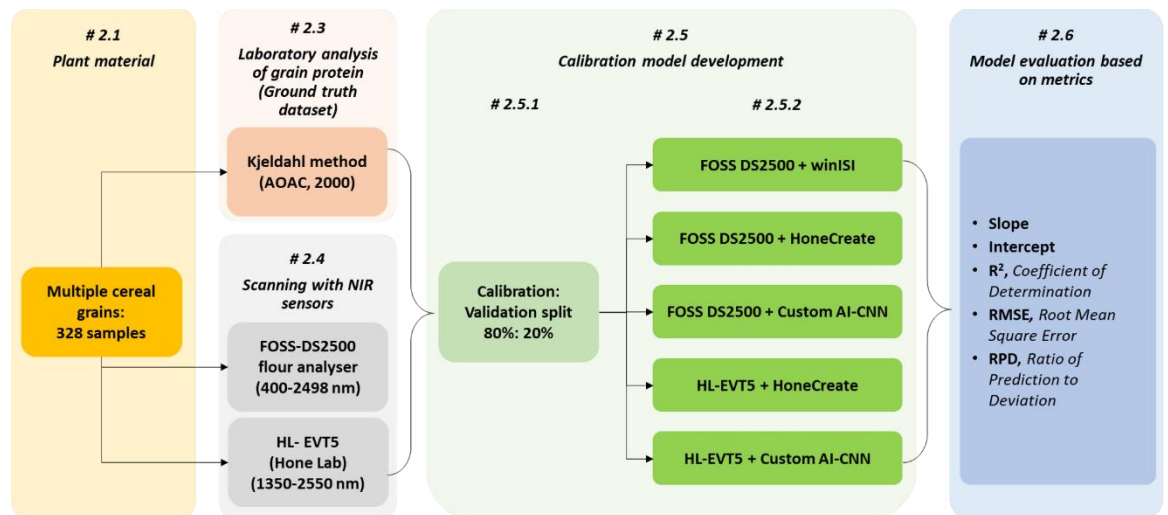 # 2.1
Plant material
Multiple cereal
grains:
328 samples
# 2.3
Laboratory analysis
of grain protein
(Ground truth
dataset)
Kjeldahl method
(AOAC, 2000)
# 2.4
Scanning with NIR
sensors
FOSS-DS2500
flour analyser
(400-2498 nm)
HL- EVT5
(Hone Lab)
(1350-2550 nm)
# 2.5
Calibration model development
# 2.5.1
Calibration:
Validation split
80%: 20%
# 2.5.2
FOSS DS2500 + winISI
FOSS DS2500 + HoneCreate
FOSS DS2500 + Custom AI-CNN
HL-EVT5 + HoneCreate
HL-EVT5 + Custom AI-CNN
# 2.6
Model evaluation based
on metrics
• Slope
• Intercept
• R², Coefficient of
Determination
• RMSE, Root Mean
Square Error
• RPD, Ratio of
Prediction to
Deviation